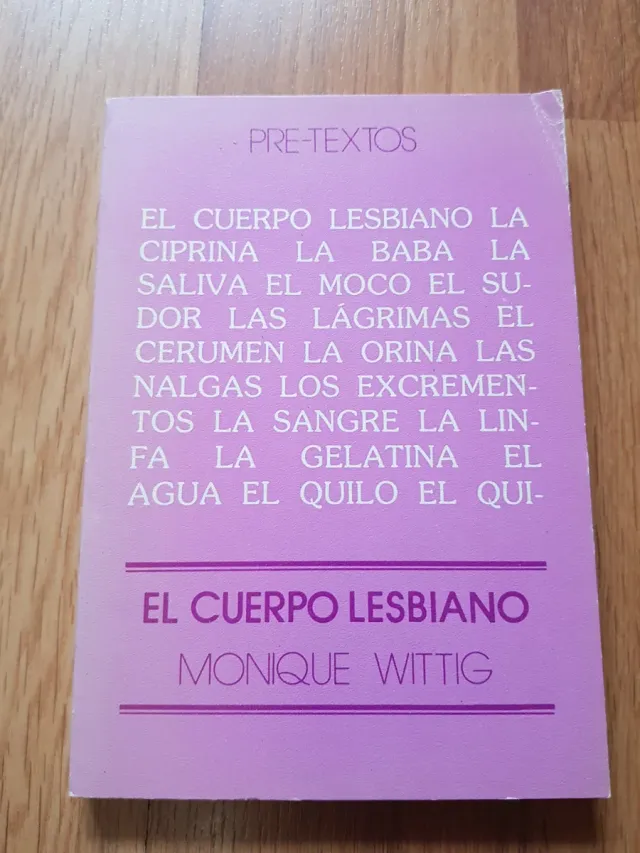 PRE-TEXTOS
EL CUERPO LESBIANO LA
CIPRINA LA BABA LA
SALIVA EL MOCO EL SU-
DOR LAS LÁGRIMAS EL
CERUMEN LA ORINA LAS
NALGAS LOS EXCREMEN-
TOS LA SANGRE LA LIN-
FA LA GELATINA EL
AGUA EL QUILO EL QUI-
EL CUERPO LESBIANO
MONIQUE WITTIG